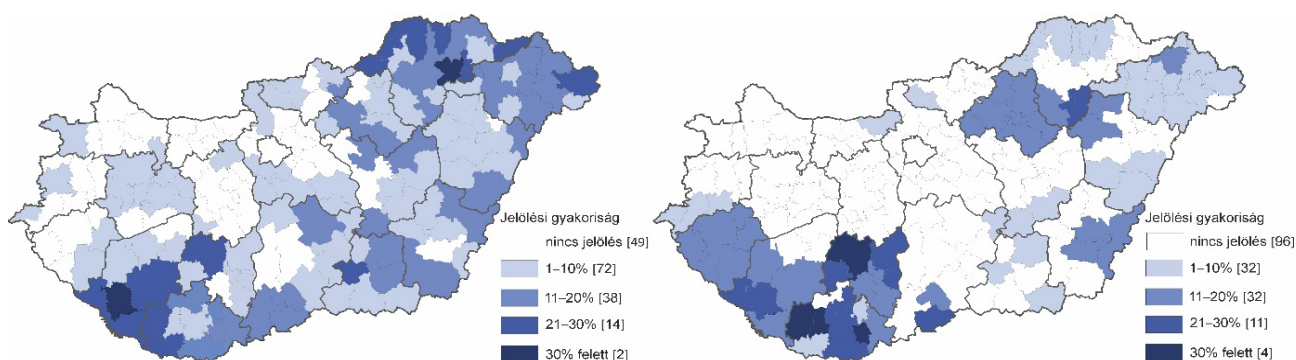 Jelölési gyakoriság
nincs jelölés [49]
1–10% [72]
11–20% [38]
21–30% [14]
30% felett [2]
Jelölési gyakoriság
nincs jelölés [96]
1–10% [32]
11–20% [32]
21–30% [11]
30% felett [4]